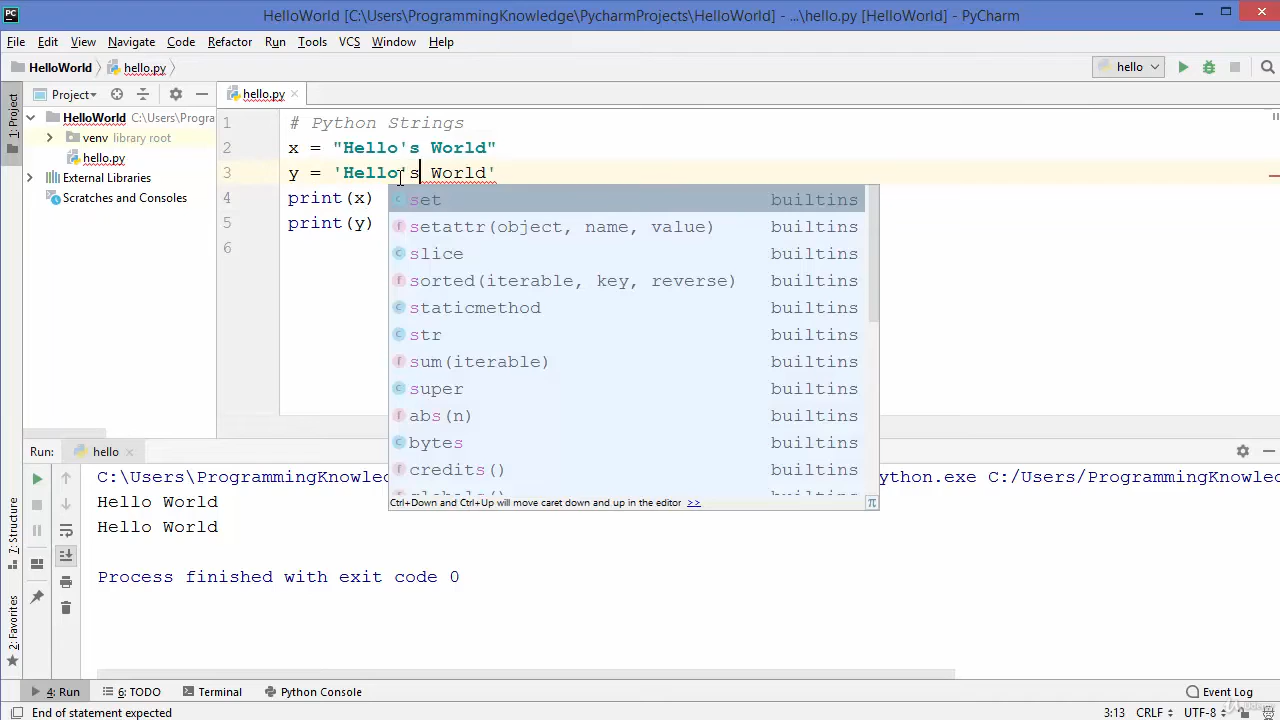 HelloWorld [C:\Users\ProgrammingKnowledge\PycharmProjects\HelloWorld] - ...\hello.py [HelloWorld] - PyCharm
File Edit View Navigate Code Refactor Run Tools VCS Window Help
HelloWorld hello.py hello
Project hello.py
1: Project
HelloWorld C:\Users\Progra
venv library root
hello.py
External Libraries
Scratches and Consoles
1 # Python Strings
2 x = "Hello's World"
3 y = 'Hello's World'
4 print(x)
5 print(y)
6
set builtins
setattr(object, name, value) builtins
slice builtins
sorted(iterable, key, reverse) builtins
staticmethod builtins
str builtins
sum(iterable) builtins
super builtins
abs(n) builtins
bytes builtins
credits() builtins
Ctrl+Down and Ctrl+Up will move caret down and up in the editor >> π
Run: hello
C:\Users\ProgrammingKnowle ython.exe C:/Users/ProgrammingKnowled
Hello World
Hello World
Process finished with exit code 0
7: Structure
2: Favorites
4: Run 6: TODO Terminal Python Console Event Log
End of statement expected 3:13 CRLF UTF-8